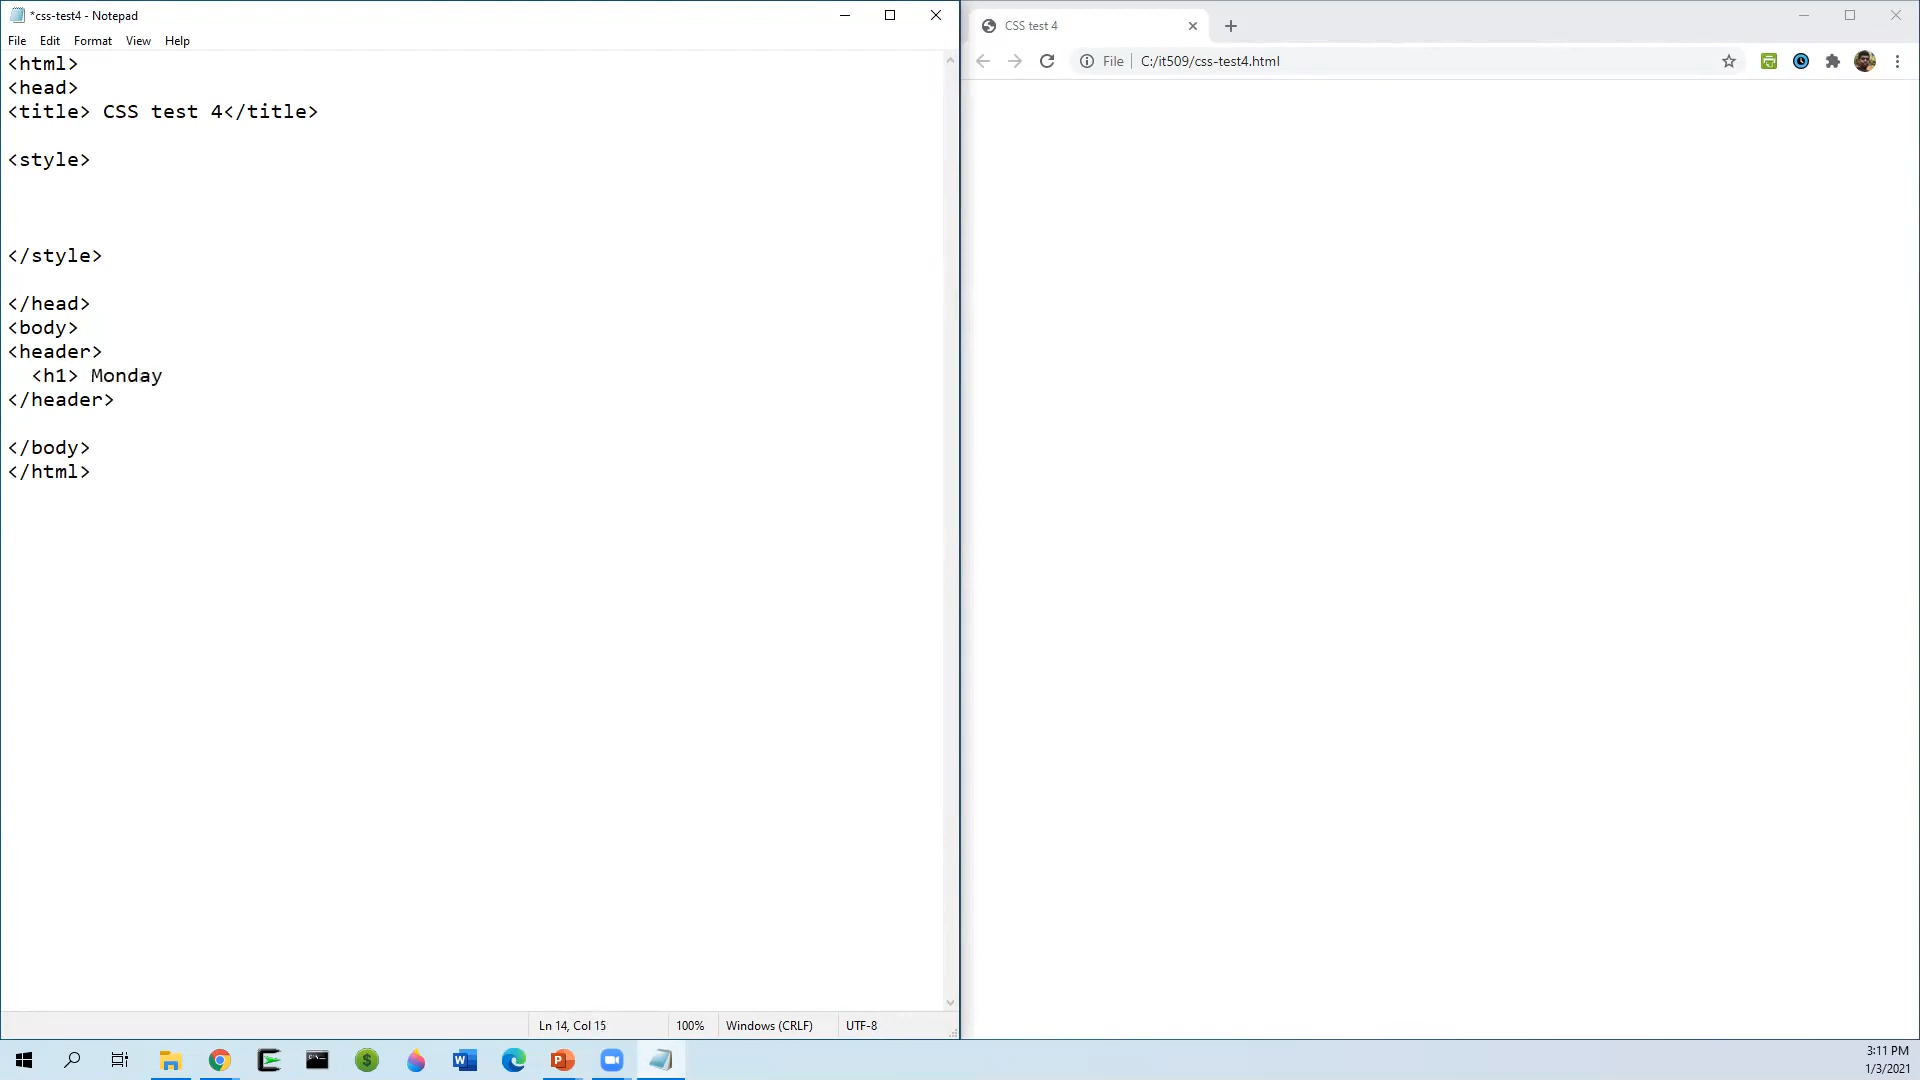 *css-test4 - Notepad
File Edit Format View Help
<html>
<head>
<title> CSS test 4</title>
<style>
</style>
</head>
<body>
<header>
<h1> Monday
</header>
</body>
</html>
Ln 14, Col 15 100% Windows (CRLF) UTF-8
CSS test 4
File C:/it509/css-test4.html
3:11 PM
1/3/2021